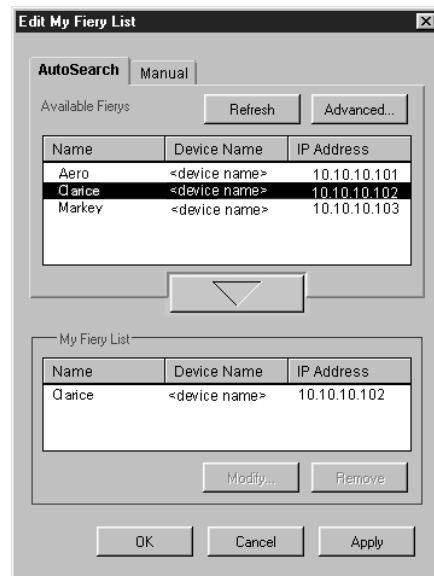 Edit My Fiery List
AutoSearch Manual
Available Fierys Refresh Advanced...
Name Device Name IP Address
Aero <device name> 10.10.10.101
Clarice <device name> 10.10.10.102
Markey <device name> 10.10.10.103
My Fiery List
Name Device Name IP Address
Clarice <device name> 10.10.10.102
Modify... Remove
OK Cancel Apply